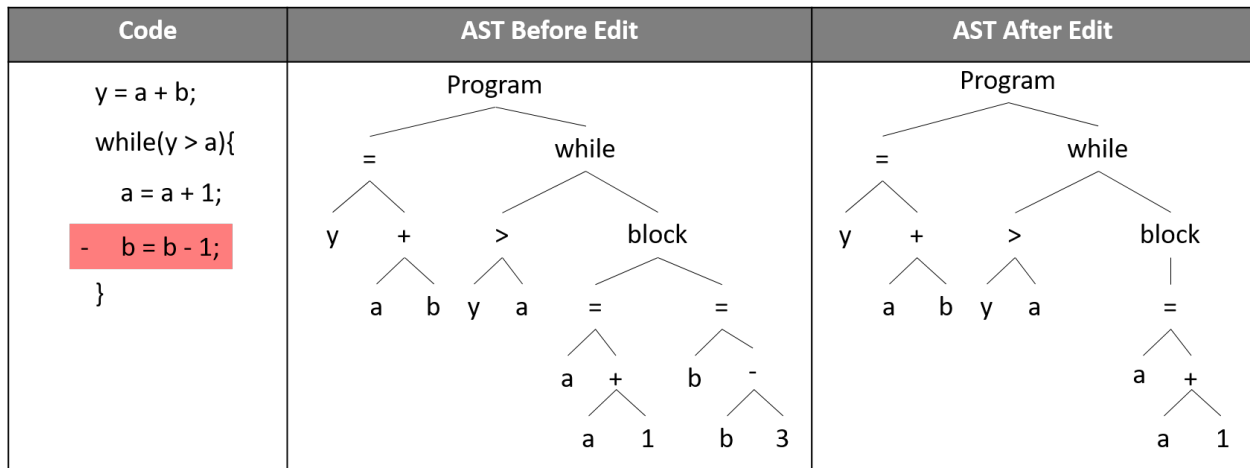 Code
AST Before Edit
AST After Edit
y = a + b;
while(y > a){
a = a + 1;
- b = b - 1;
}
Program
= while
y + > block
a b y a = =
a + b -
a 1 b 3
Program
= while
y + > block
a b y a =
a +
a 1